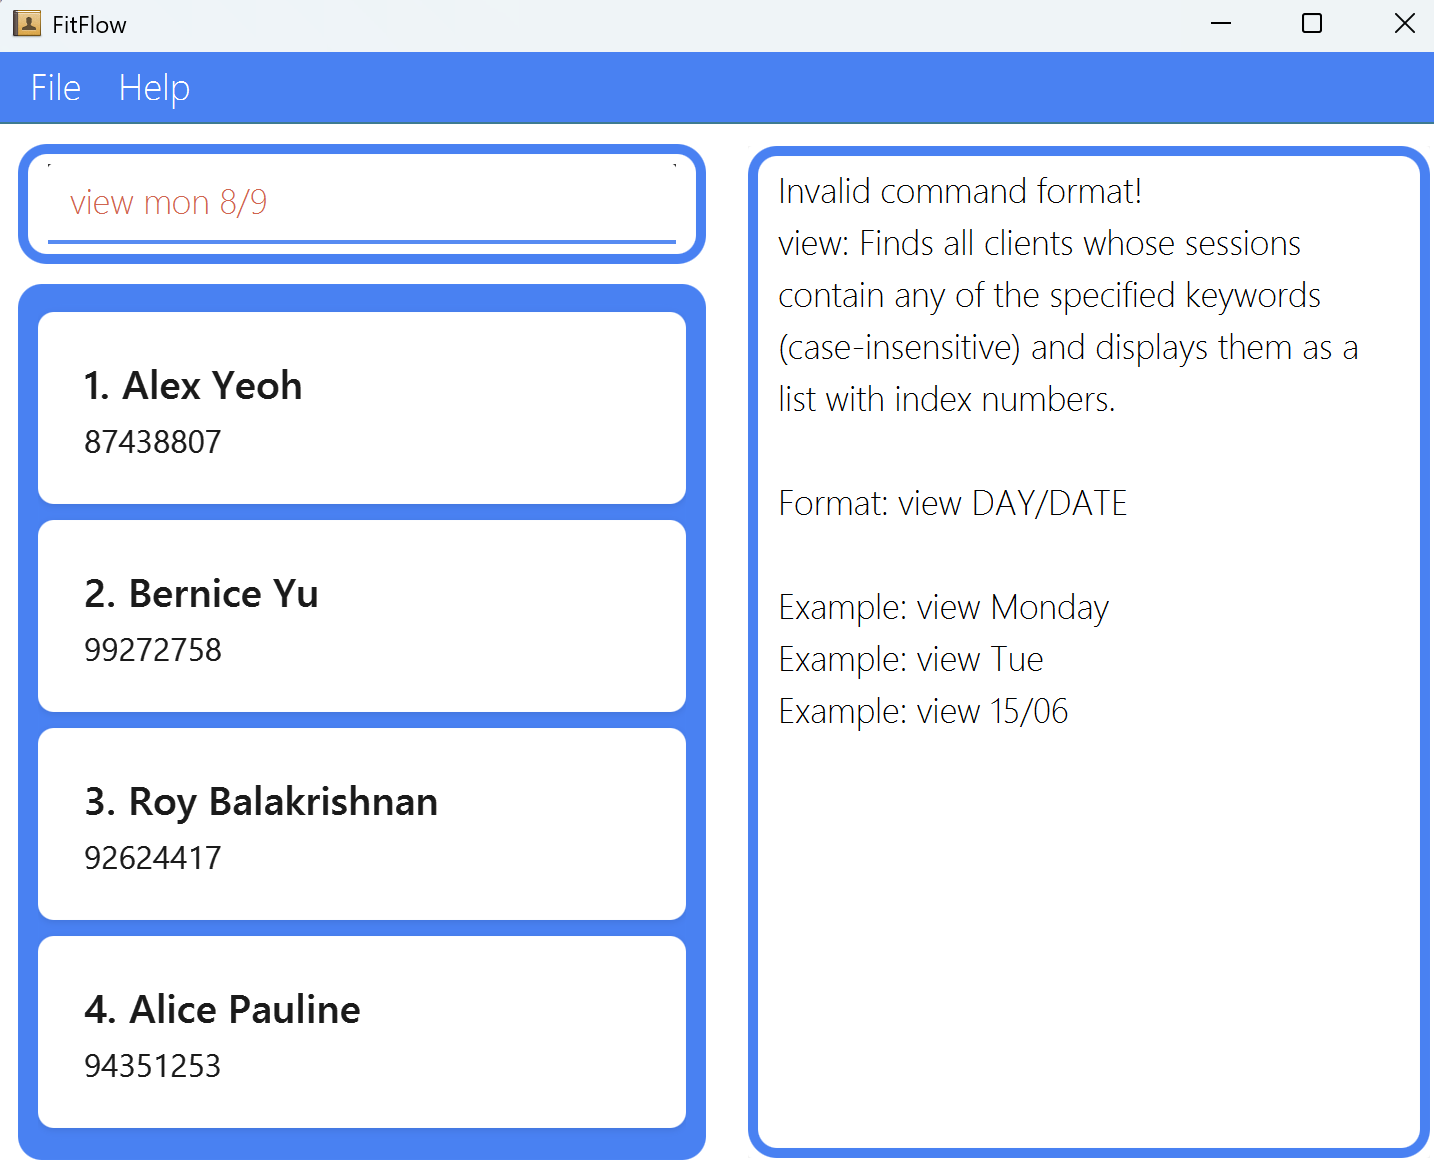 FitFlow
File Help
view mon 8/9
1. Alex Yeoh
87438807
2. Bernice Yu
99272758
3. Roy Balakrishnan
92624417
4. Alice Pauline
94351253
Invalid command format!
view: Finds all clients whose sessions
contain any of the specified keywords
(case-insensitive) and displays them as a
list with index numbers.
Format: view DAY/DATE
Example: view Monday
Example: view Tue
Example: view 15/06